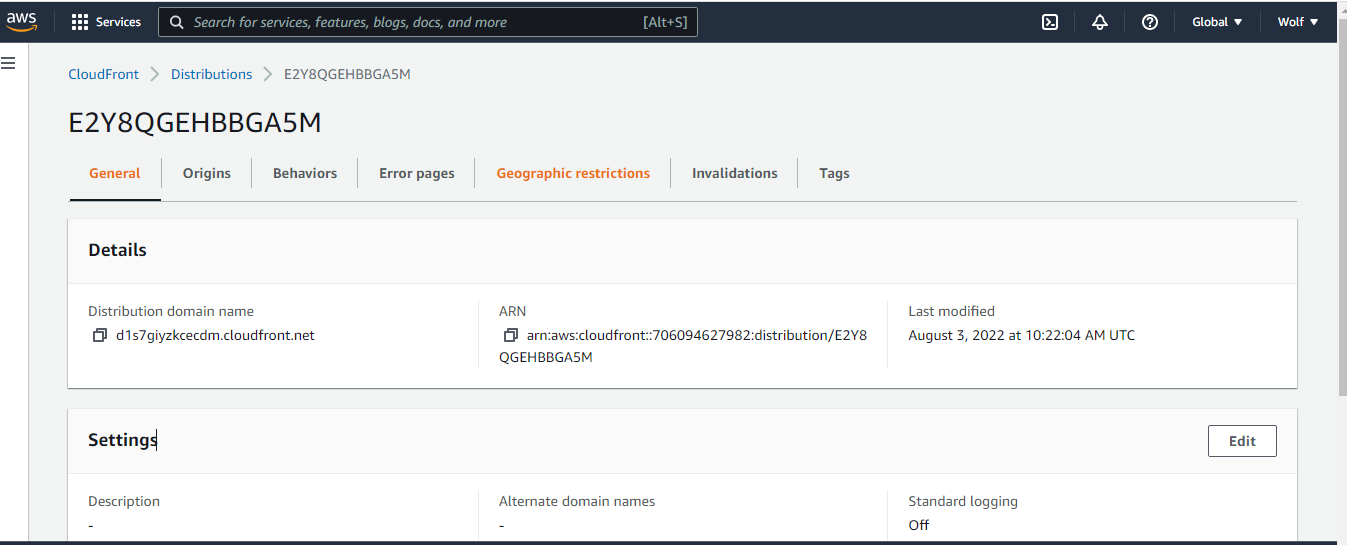 aws Services Search for services, features, blogs, docs, and more [Alt+S] Global Wolf
CloudFront Distributions E2Y8QGEHBBGA5M
E2Y8QGEHBBGA5M
General Origins Behaviors Error pages Geographic restrictions Invalidations Tags
Details
Distribution domain name ARN Last modified
d1s7giyzkcecdm.cloudfront.net arn:aws:cloudfront::706094627982:distribution/E2Y8 August 3, 2022 at 10:22:04 AM UTC
QGEHBBGA5M
Settings Edit
Description Alternate domain names Standard logging
- - Off